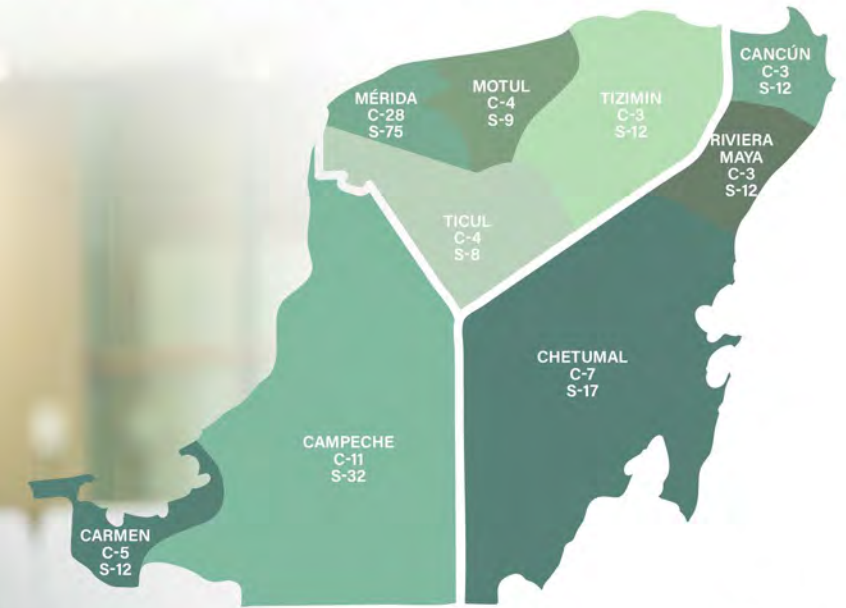 CANCÚN
C-3
S-12
MÉRIDA
C-28
S-75
MOTUL
C-4
S-9
TIZIMIN
C-3
S-12
RIVIERA
MAYA
C-3
S-12
TICUL
C-4
S-8
CHETUMAL
C-7
S-17
CAMPECHE
C-11
S-32
CARMEN
C-5
S-12